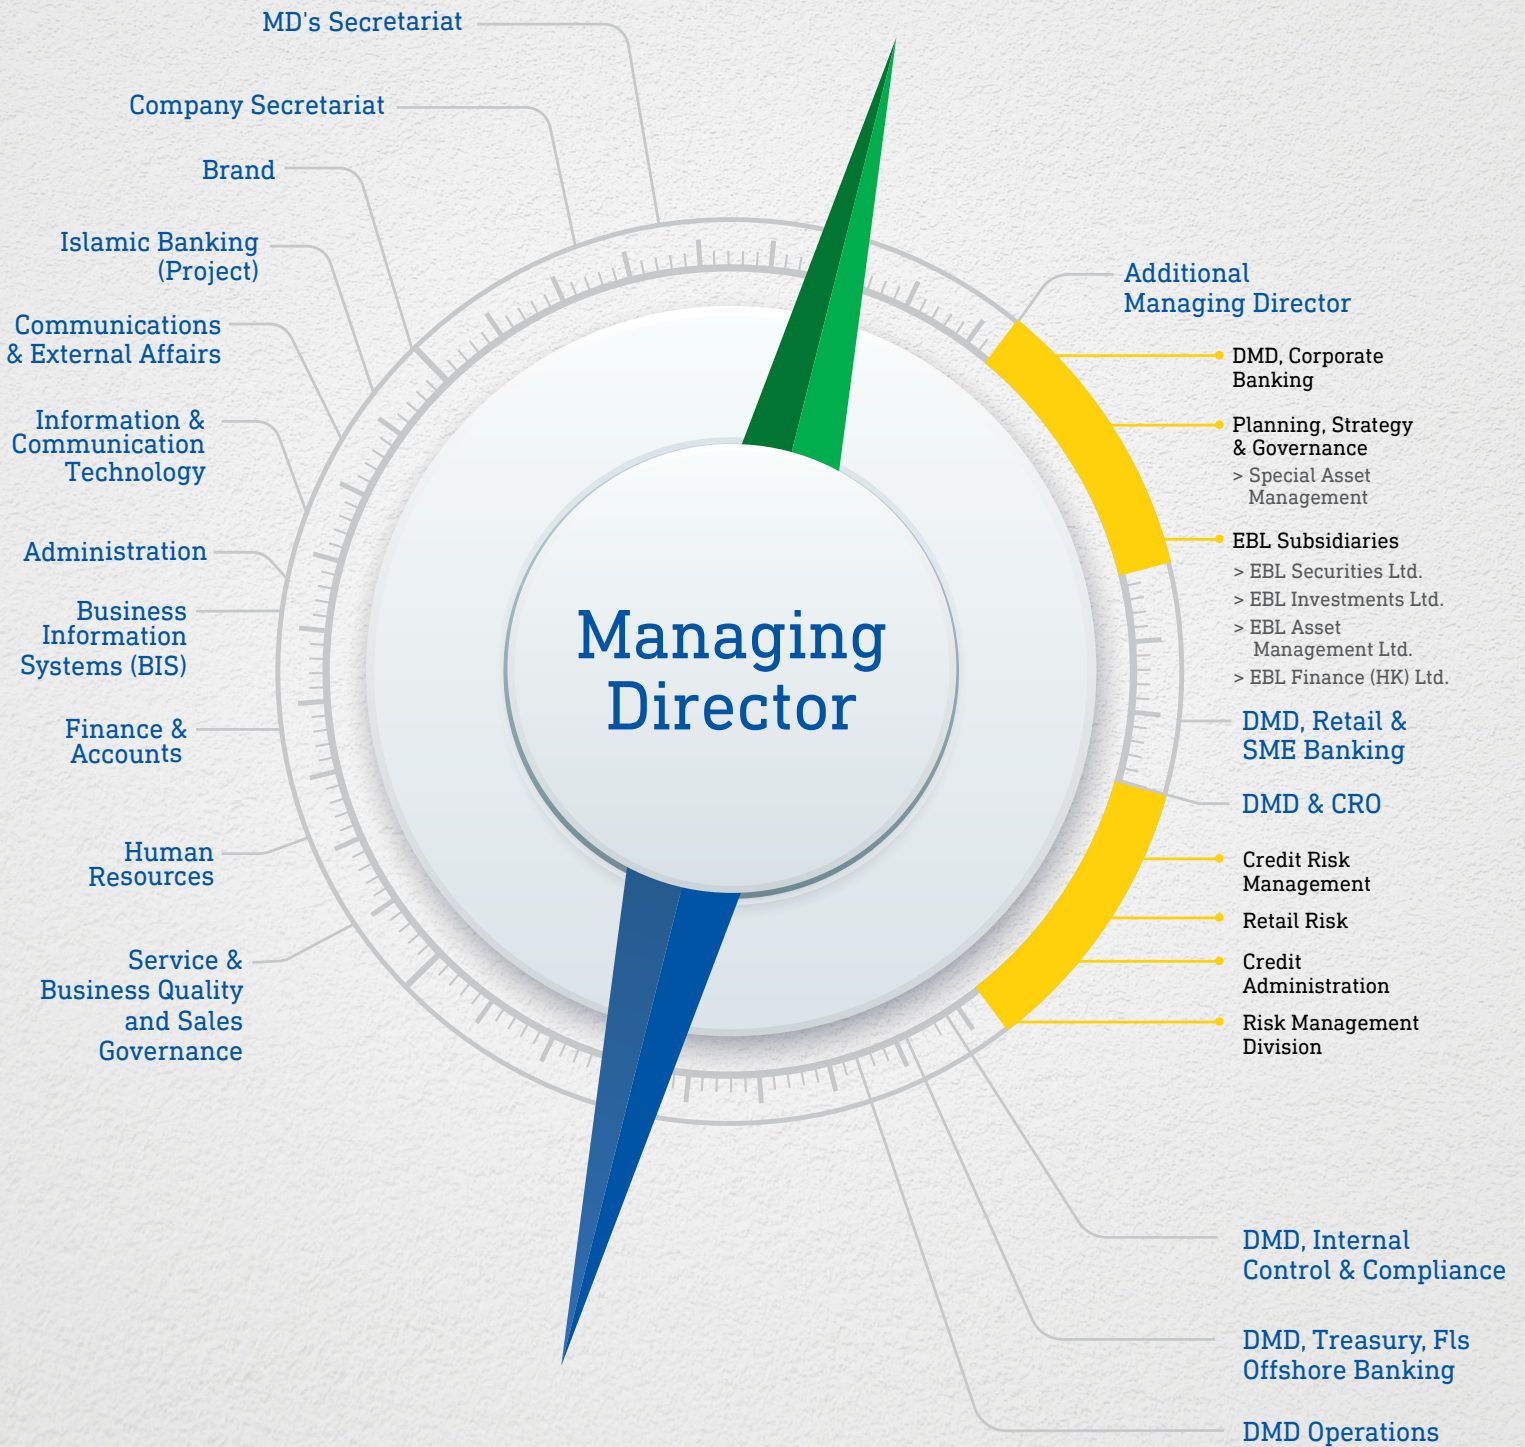 MD's Secretariat
Company Secretariat
Brand
Islamic Banking
(Project)
Communications
& External Affairs
Information &
Communication
Technology
Administration
Business
Information
Systems (BIS)
Finance &
Accounts
Human
Resources
Service &
Business Quality
and Sales
Governance
Managing
Director
Additional
Managing Director
DMD, Corporate
Banking
Planning, Strategy
& Governance
> Special Asset
Management
EBL Subsidiaries
> EBL Securities Ltd.
> EBL Investments Ltd.
> EBL Asset
Management Ltd.
> EBL Finance (HK) Ltd.
DMD, Retail &
SME Banking
DMD & CRO
Credit Risk
Management
Retail Risk
Credit
Administration
Risk Management
Division
DMD, Internal
Control & Compliance
DMD, Treasury, Fls
Offshore Banking
DMD Operations